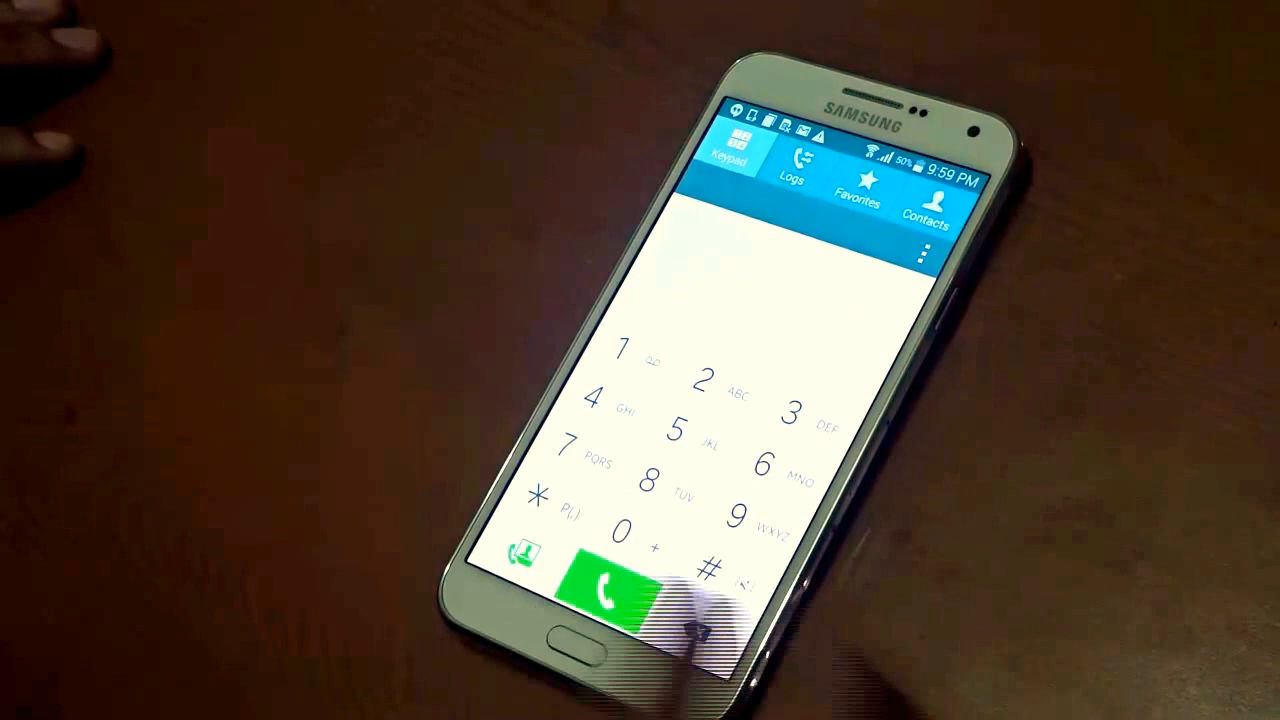 SAMSUNG
50% 9:59 PM
Keypad Logs Favorites Contacts
1 2 ABC 3 DEF
4 GHI 5 JKL 6 MNO
7 PQRS 8 TUV 9 WXYZ
* P(,) 0 + #